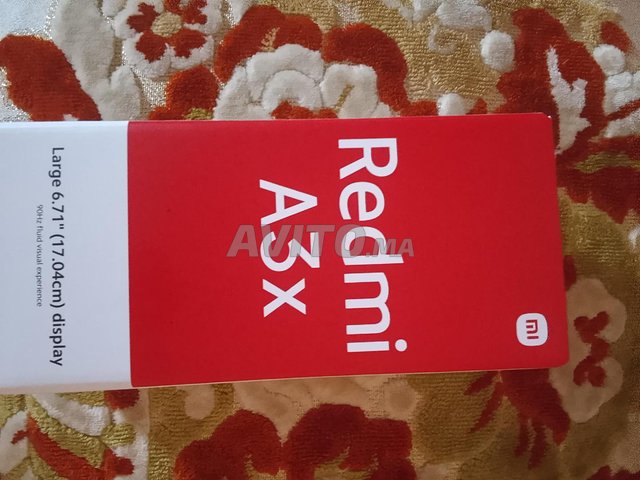 Redmi
A3x
mi
Large 6.71" (17.04cm) display
90Hz fluid visual experience
AVITO.MA